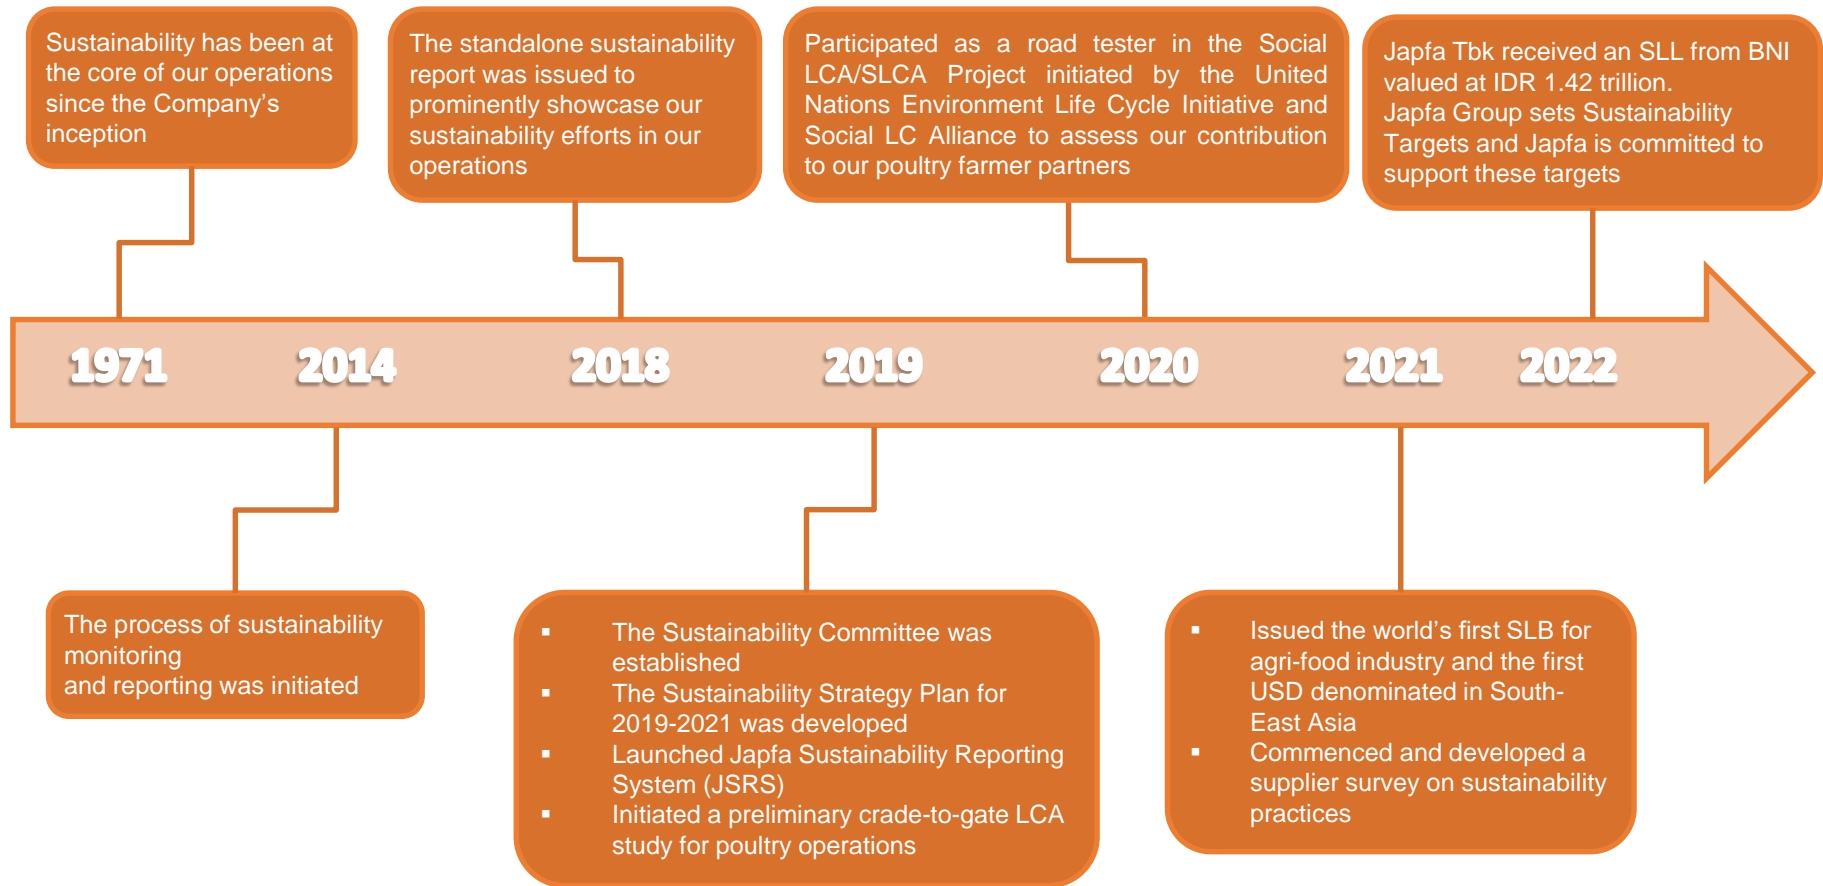 Sustainability has been at
the core of our operations
since the Company's
inception
The standalone sustainability
report was issued to
prominently showcase our
sustainability efforts in our
operations
Participated as a road tester in the Social
LCA/SLCA Project initiated by the United
Nations Environment Life Cycle Initiative and
Social LC Alliance to assess our contribution
to our poultry farmer partners
Japfa Tbk received an SLL from BNI
valued at IDR 1.42 trillion.
Japfa Group sets Sustainability
Targets and Japfa is committed to
support these targets
1971 2014 2018 2019 2020 2021 2022
The process of sustainability
monitoring
and reporting was initiated
▪ The Sustainability Committee was
established
▪ The Sustainability Strategy Plan for
2019-2021 was developed
▪ Launched Japfa Sustainability Reporting
System (JSRS)
▪ Initiated a preliminary crade-to-gate LCA
study for poultry operations
▪ Issued the world's first SLB for
agri-food industry and the first
USD denominated in South-
East Asia
▪ Commenced and developed a
supplier survey on sustainability
practices